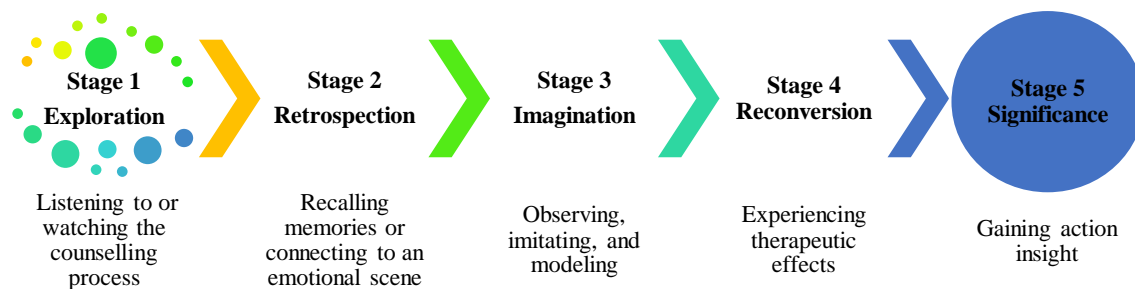 Stage 1
Exploration
Stage 2
Retrospection
Stage 3
Imagination
Stage 4
Reconversion
Stage 5
Significance
Listening to or
watching the
counselling
process
Recalling
memories or
connecting to an
emotional scene
Observing,
imitating, and
modeling
Experiencing
therapeutic
effects
Gaining action
insight